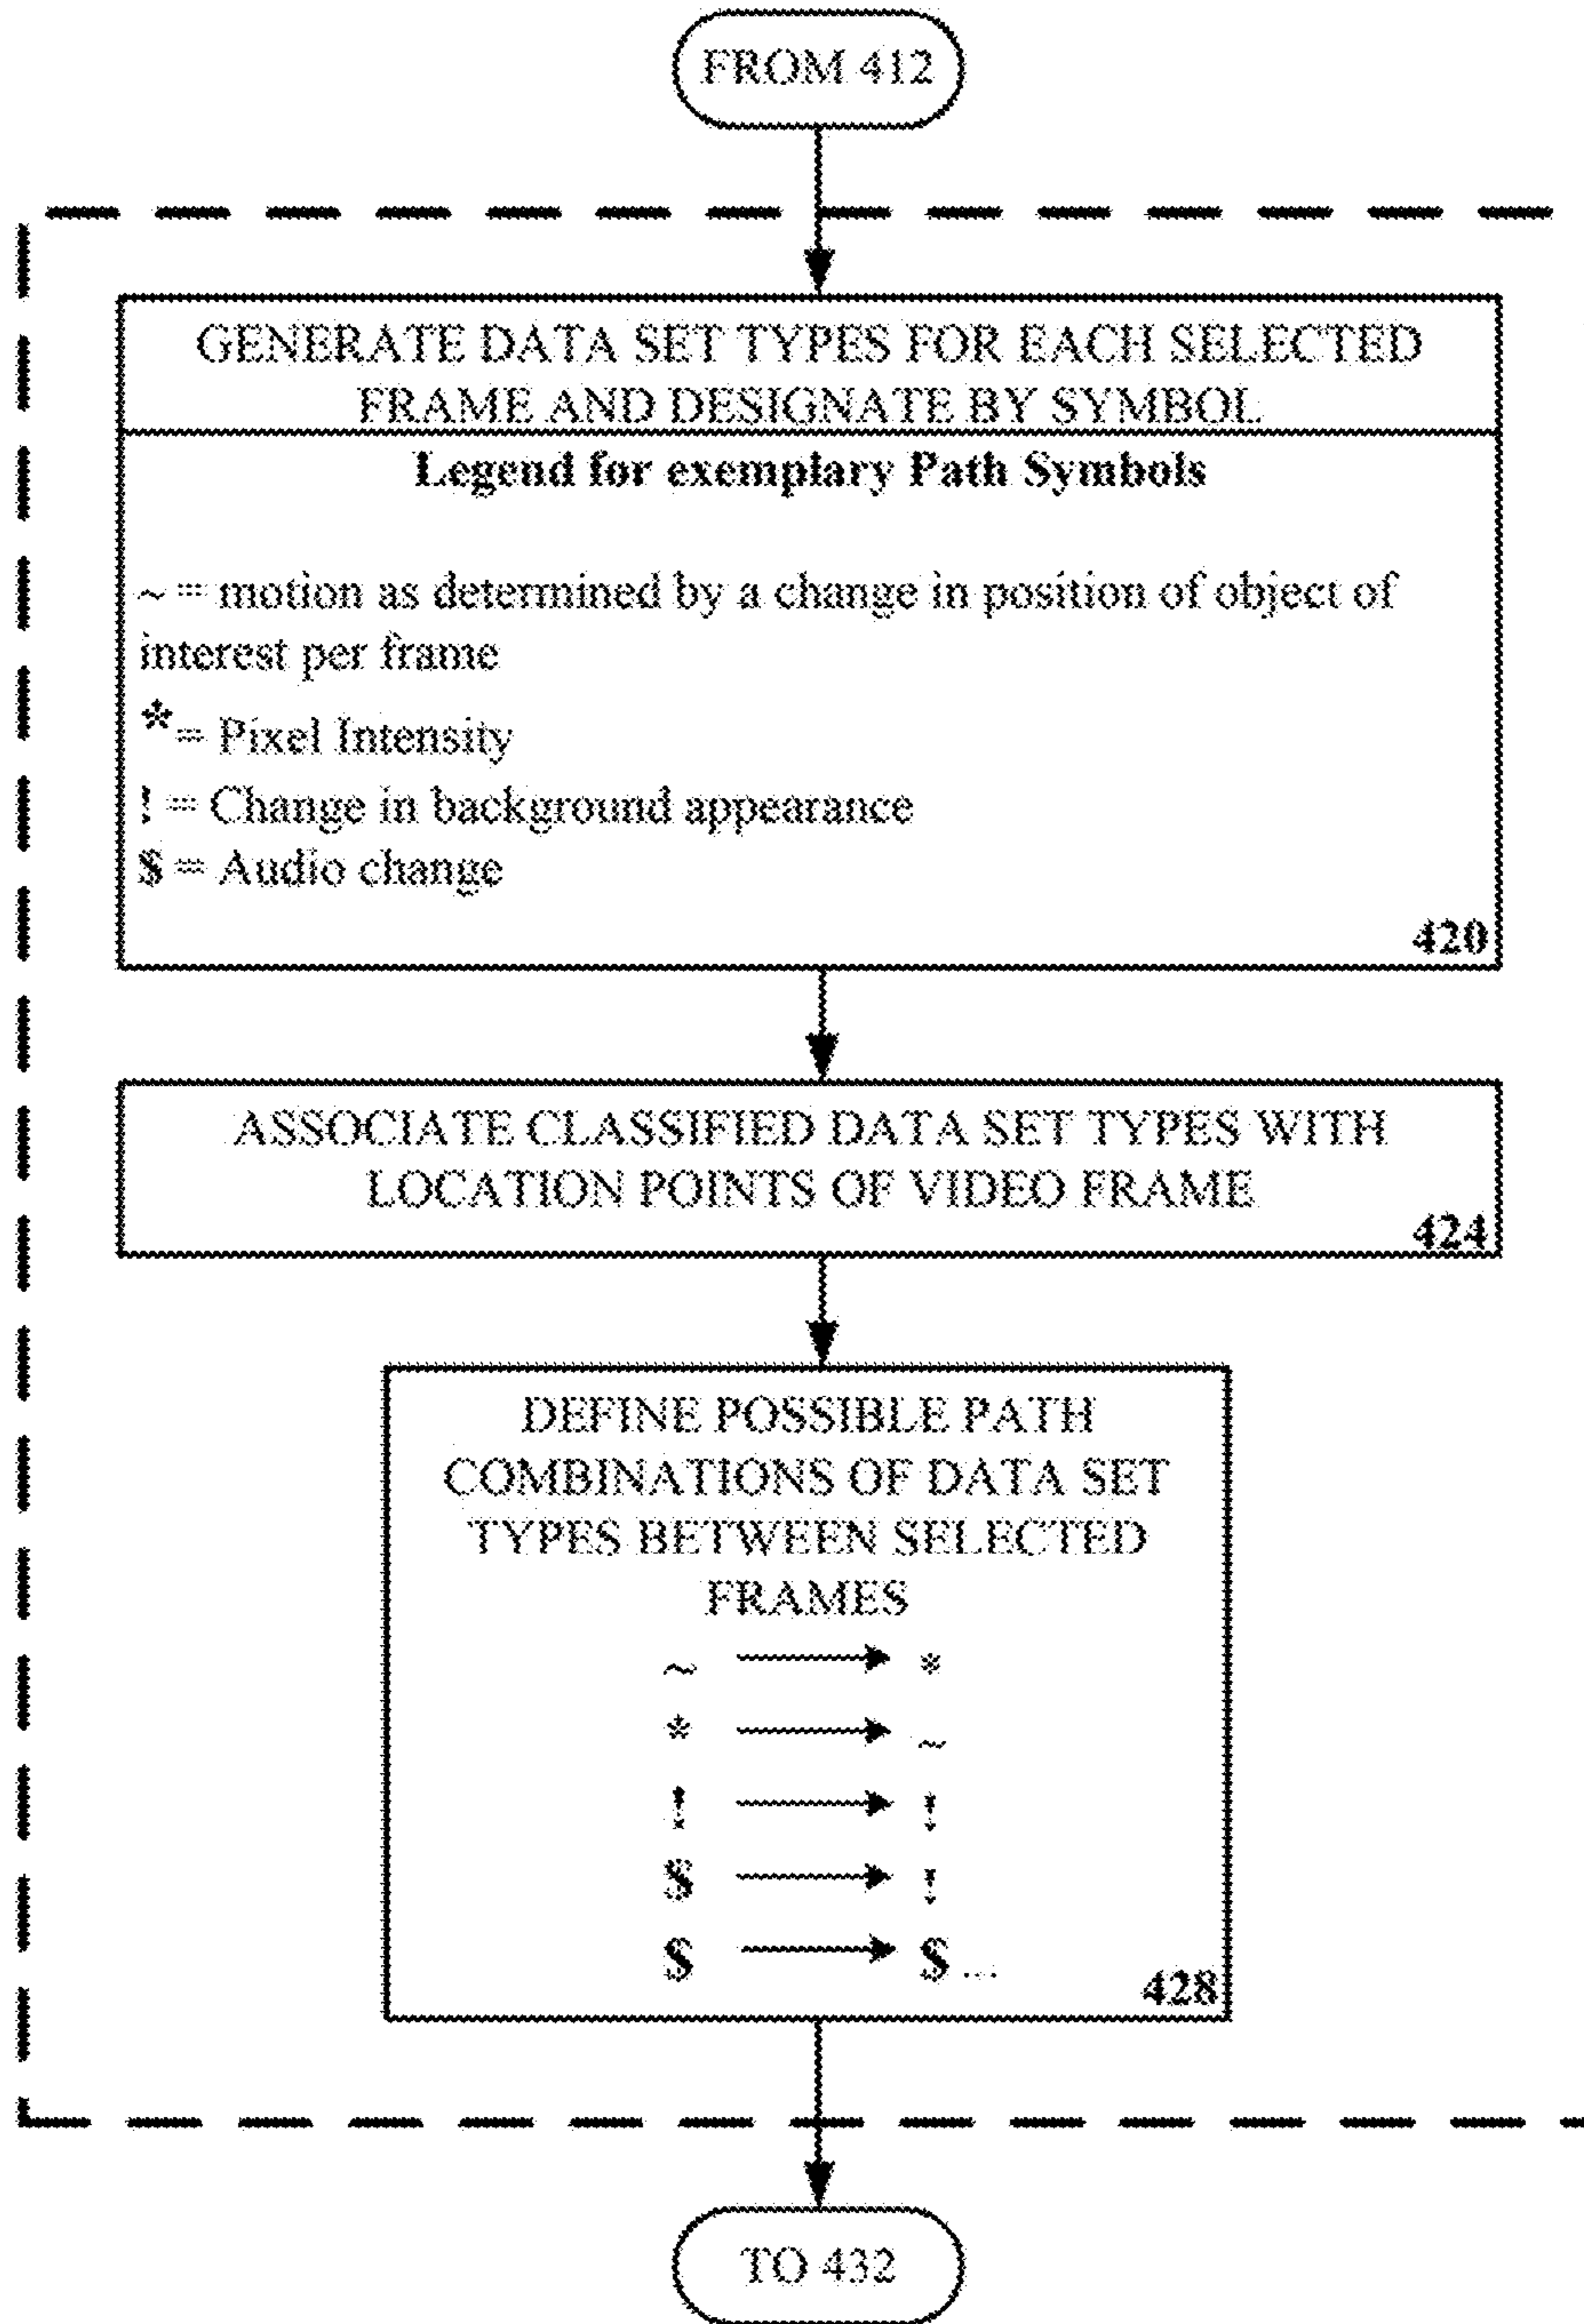 FROM 412
GENERATE DATA SET TYPES FOR EACH SELECTED
FRAME AND DESIGNATE BY SYMBOL
Legend for exemplary Path Symbols
~ = motion as determined by a change in position of object of
interest per frame
*= Pixel Intensity
! = Change in background appearance
$ = Audio change
420
ASSOCIATE CLASSIFIED DATA SET TYPES WITH
LOCATION POINTS OF VIDEO FRAME
424
DEFINE POSSIBLE PATH
COMBINATIONS OF DATA SET
TYPES BETWEEN SELECTED
FRAMES
~ → *
* → ~
! → !
$ → !
$ → $ ...
428
TO 432